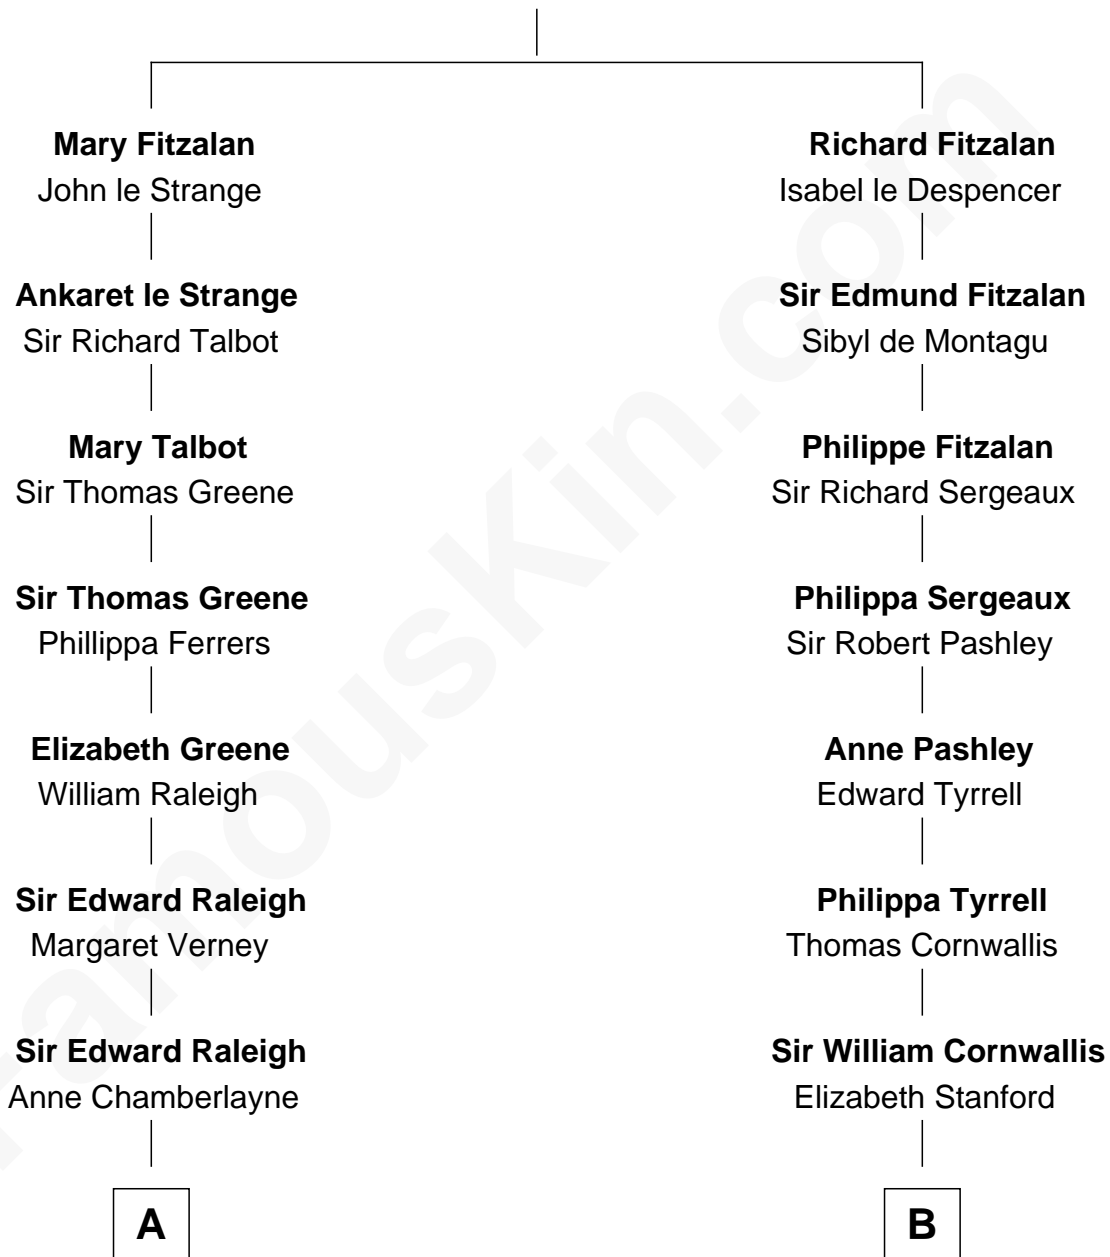 Mary Fitzalan
John le Strange
Richard Fitzalan
Isabel le Despencer
Ankaret le Strange
Sir Richard Talbot
Sir Edmund Fitzalan
Sibyl de Montagu
Mary Talbot
Sir Thomas Greene
Philippe Fitzalan
Sir Richard Sergeaux
Sir Thomas Greene
Phillippa Ferrers
Philippa Sergeaux
Sir Robert Pashley
Elizabeth Greene
William Raleigh
Anne Pashley
Edward Tyrrell
Sir Edward Raleigh
Margaret Verney
Philippa Tyrrell
Thomas Cornwallis
Sir Edward Raleigh
Anne Chamberlayne
Sir William Cornwallis
Elizabeth Stanford
A
B
FamousKin.com